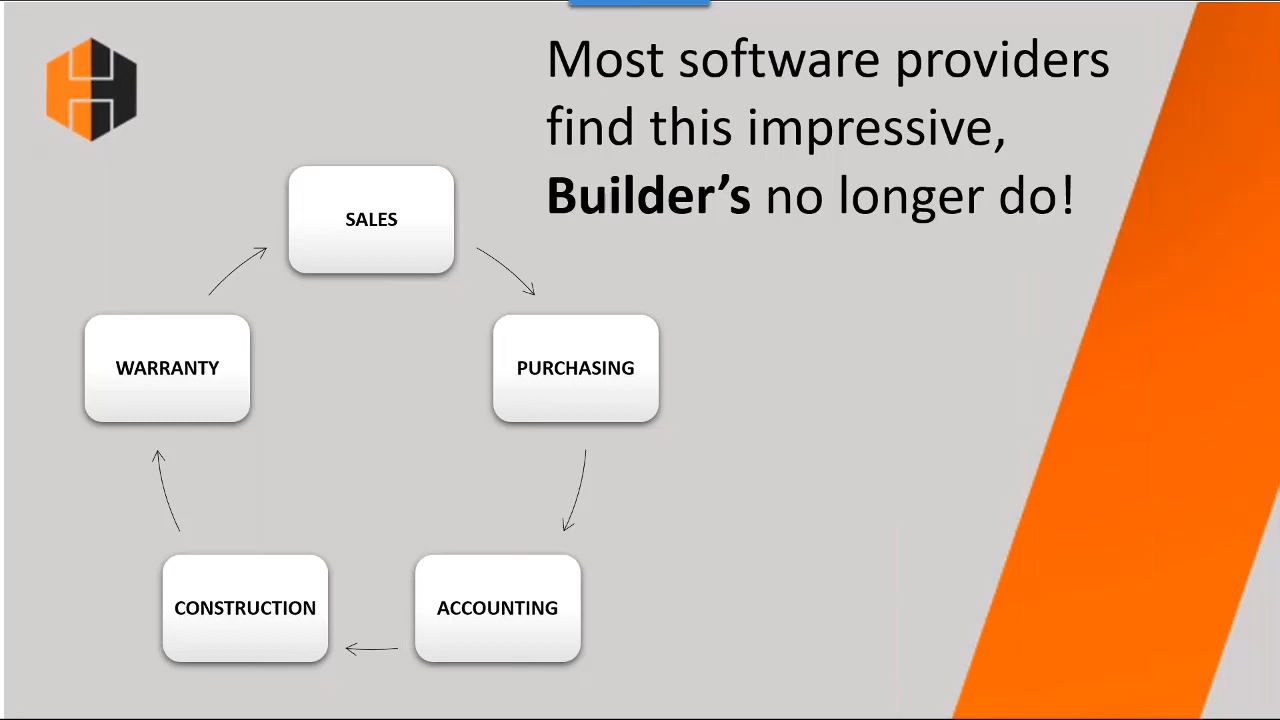 Most software providers
find this impressive,
Builder’s no longer do!
SALES
WARRANTY
PURCHASING
CONSTRUCTION
ACCOUNTING